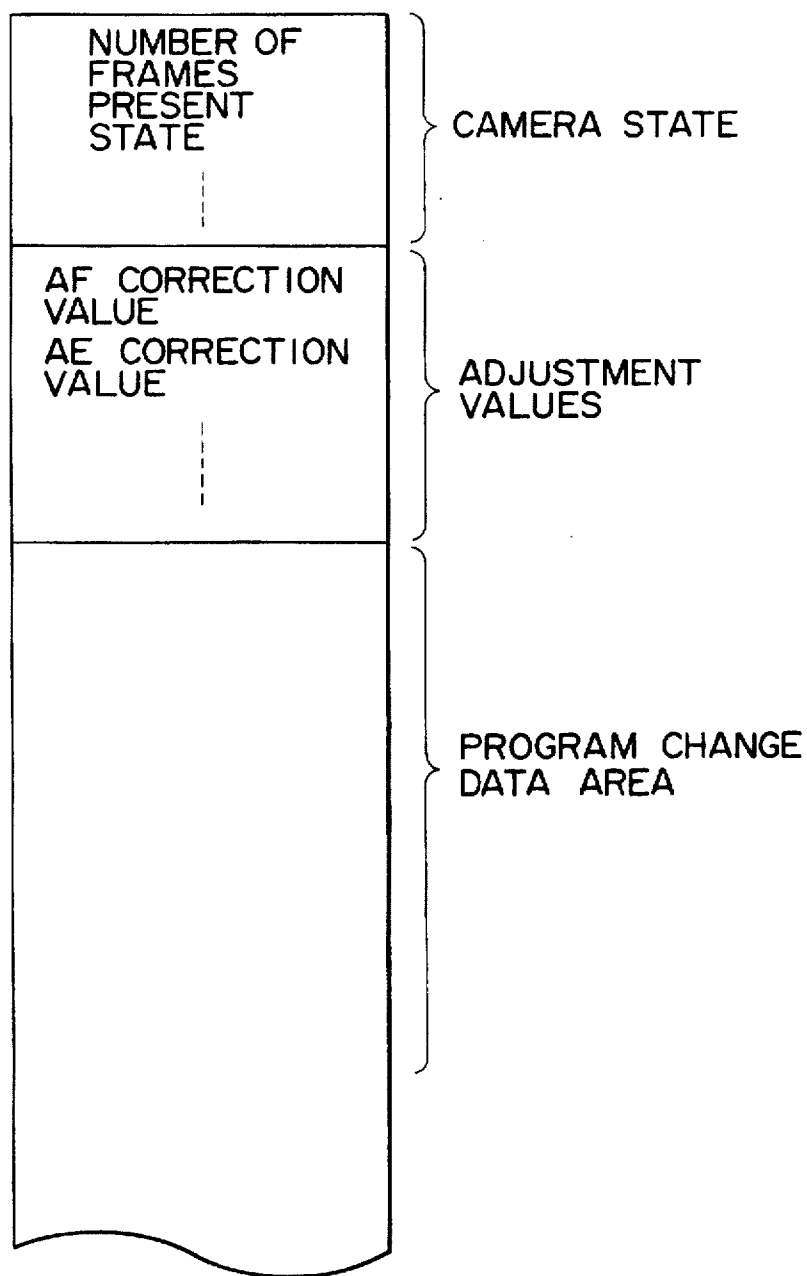 NUMBER OF
FRAMES
PRESENT
STATE
CAMERA STATE
AF CORRECTION
VALUE
AE CORRECTION
VALUE
ADJUSTMENT
VALUES
PROGRAM CHANGE
DATA AREA